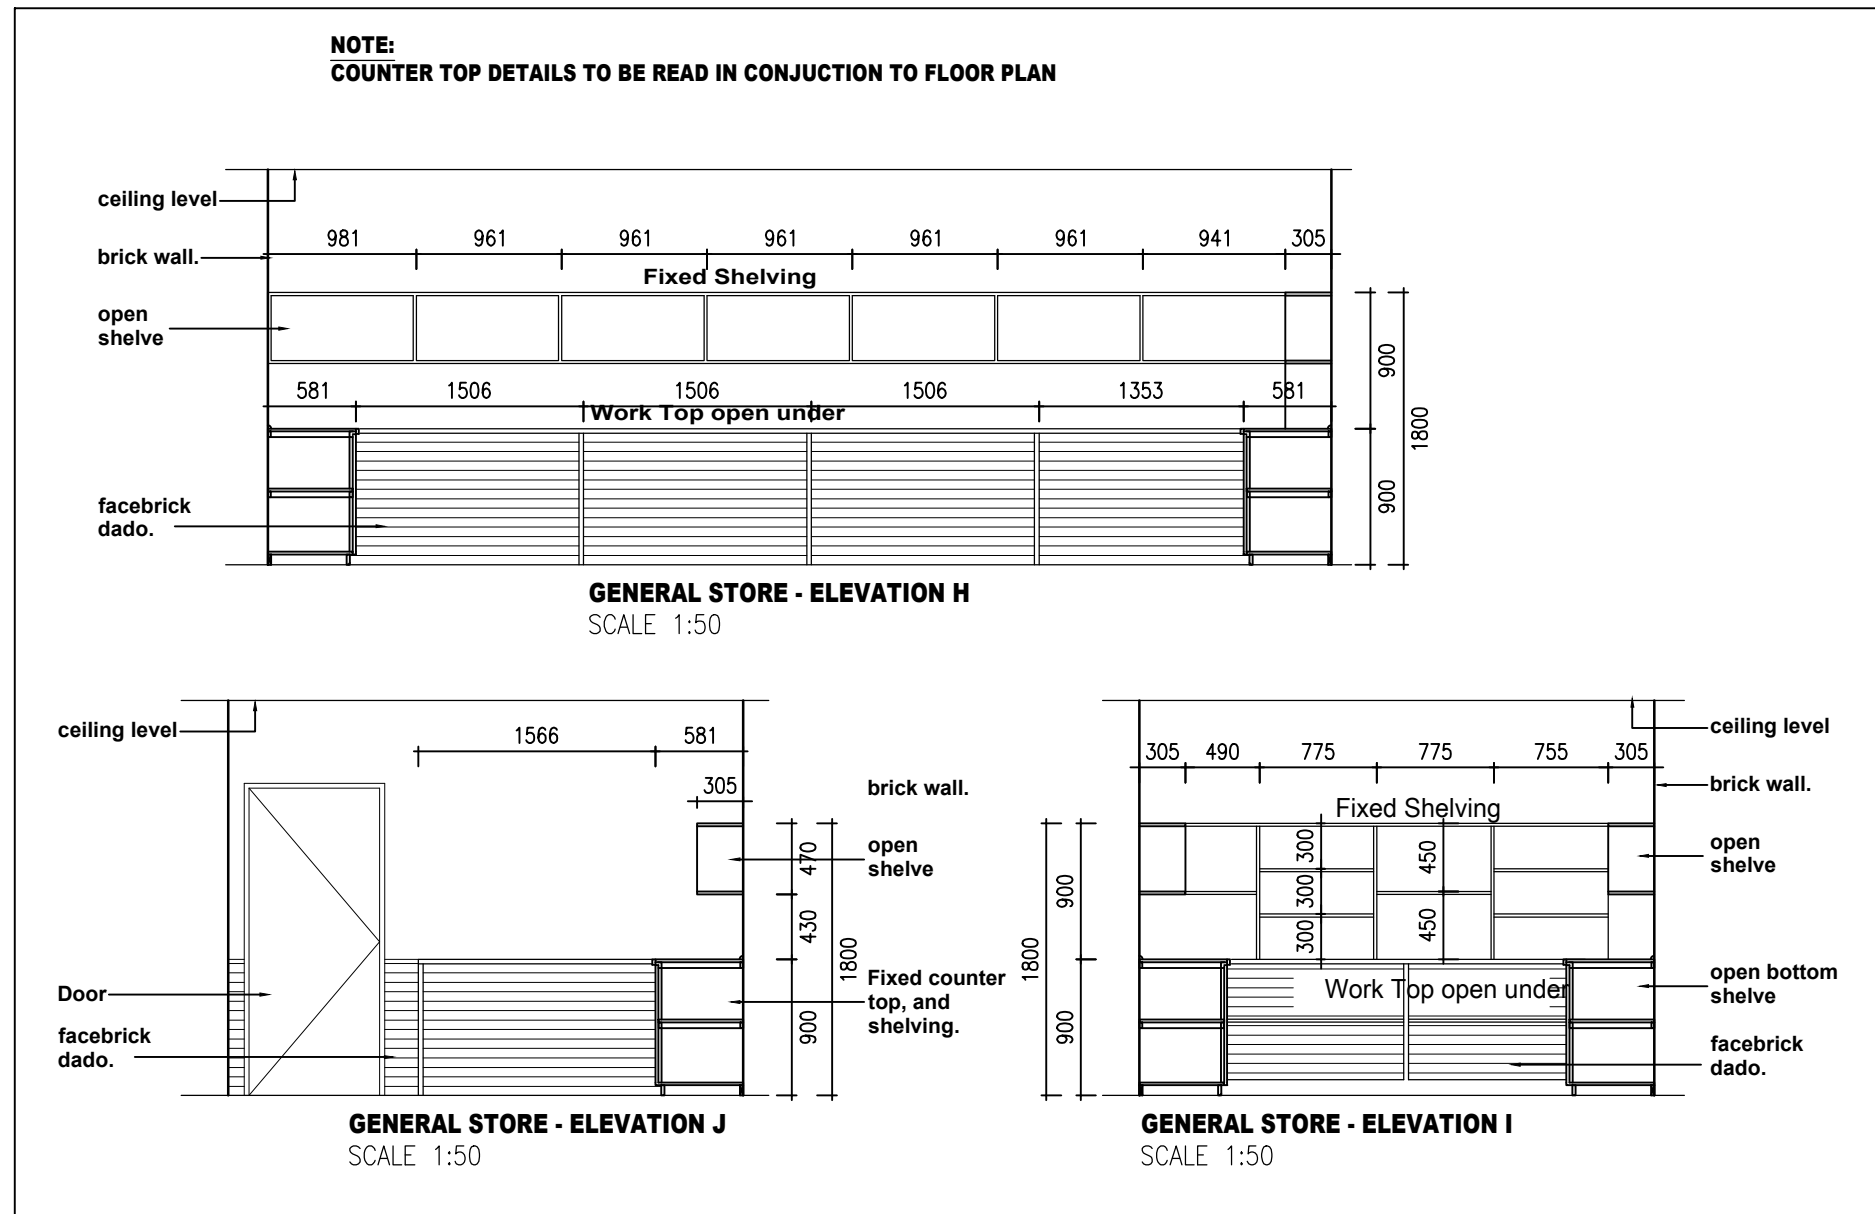 NOTE:
COUNTER TOP DETAILS TO BE READ IN CONJUCTION TO FLOOR PLAN
ceiling level
981 961 961 961 961 961 941 305
brick wall.
Fixed Shelving
open
shelve
900
1800
581 1506 1506 1506 1353 581
Work Top open under
facebrick
dado.
900
GENERAL STORE - ELEVATION H
SCALE 1:50
ceiling level
1566 581
305
brick wall.
470
open
shelve
430
1800
900
Fixed counter
top, and
shelving.
Door
facebrick
dado.
GENERAL STORE - ELEVATION J
SCALE 1:50
ceiling level
305 490 775 775 755 305
brick wall.
Fixed Shelving
300
450
open
shelve
900
300
300
450
1800
Work Top open under
open bottom
shelve
900
facebrick
dado.
GENERAL STORE - ELEVATION I
SCALE 1:50